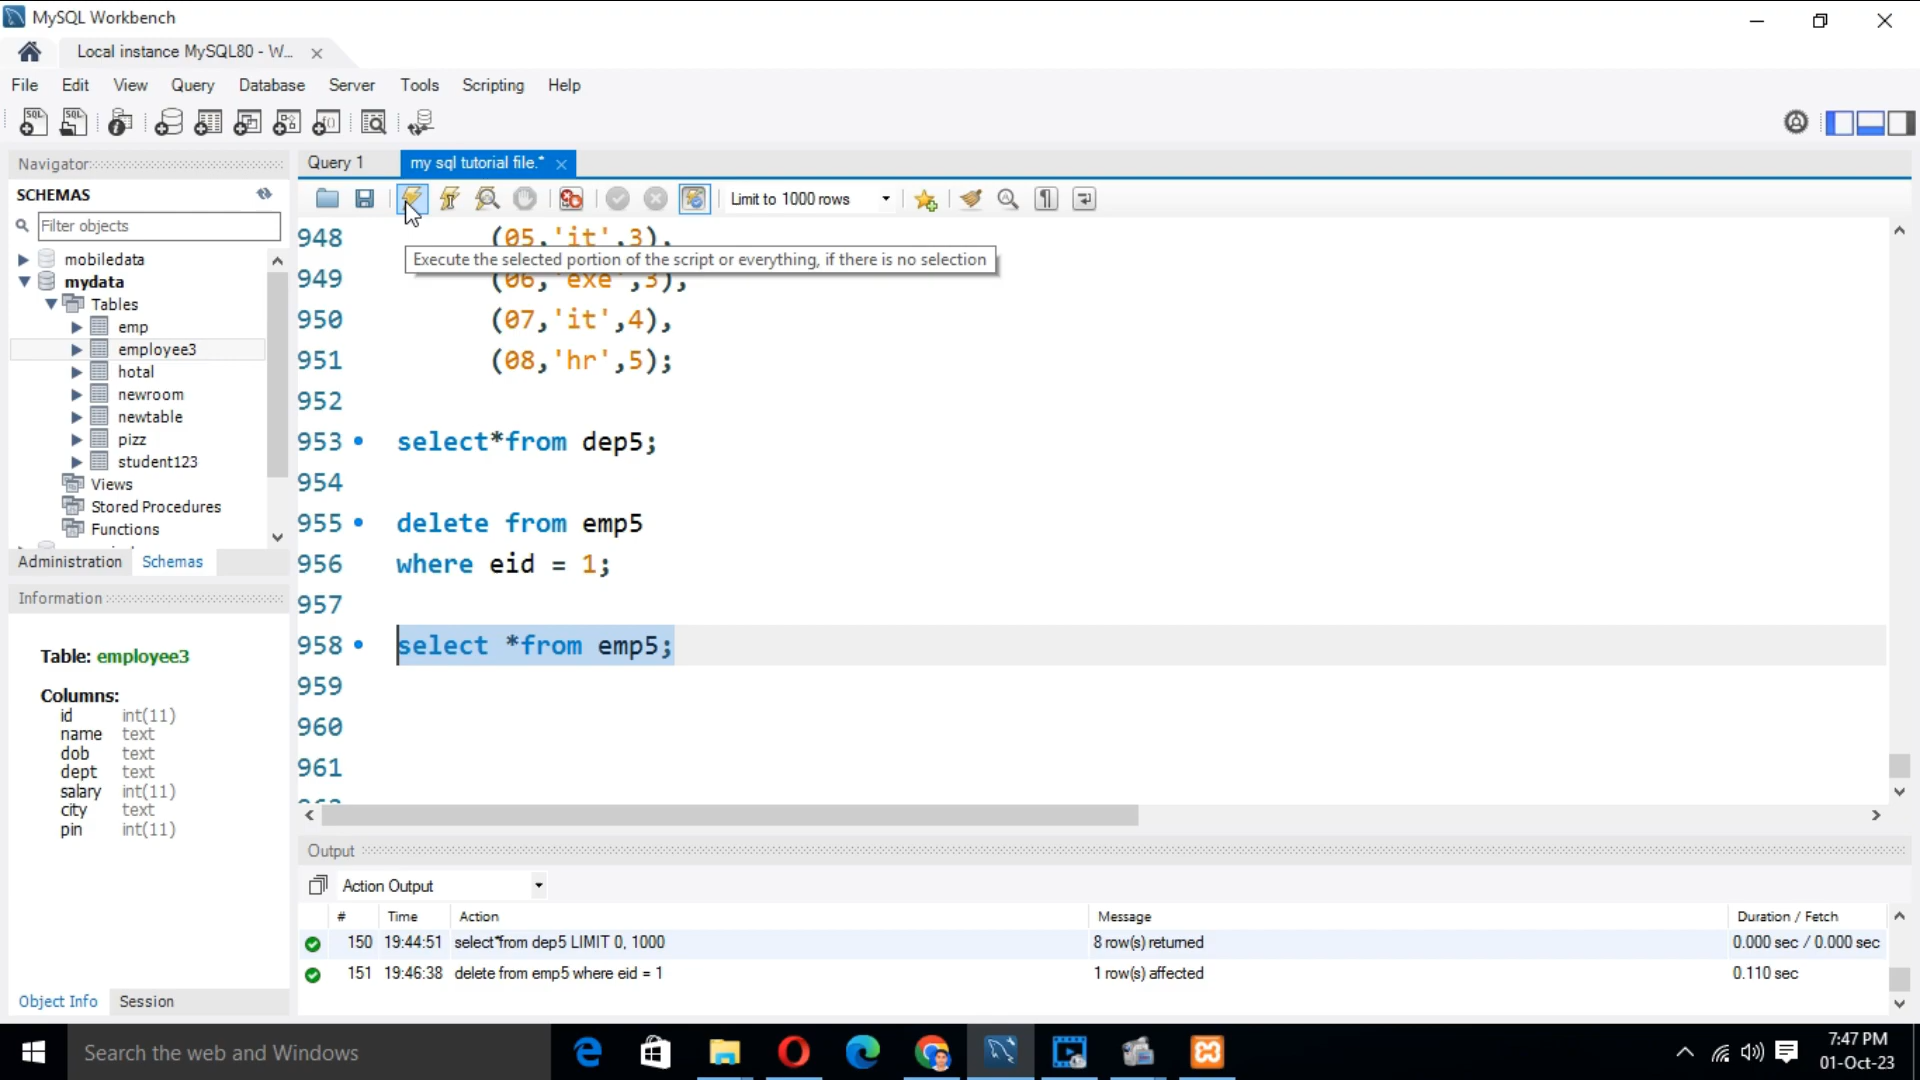 MySQL Workbench
Local instance MySQL80 - W...
File Edit View Query Database Server Tools Scripting Help
Navigator
Query 1
my sql tutorial file.*
SCHEMAS
Limit to 1000 rows
Filter objects
mobiledata
mydata
Tables
emp
employee3
hotal
newroom
newtable
pizz
student123
Views
Stored Procedures
Functions
Administration Schemas
Information
Table: employee3
Columns:
id int(11)
name text
dob text
dept text
salary int(11)
city text
pin int(11)
Object Info Session
948 (05,'it',3),
Execute the selected portion of the script or everything, if there is no selection
949 (06,'exe',3),
950 (07,'it',4),
951 (08,'hr',5);
952
953 select*from dep5;
954
955 delete from emp5
956 where eid = 1;
957
958 select *from emp5;
959
960
961
Output
Action Output
# Time Action Message Duration / Fetch
150 19:44:51 select*from dep5 LIMIT 0, 1000 8 row(s) returned 0.000 sec / 0.000 sec
151 19:46:38 delete from emp5 where eid = 1 1 row(s) affected 0.110 sec
Search the web and Windows
7:47 PM
01-Oct-23